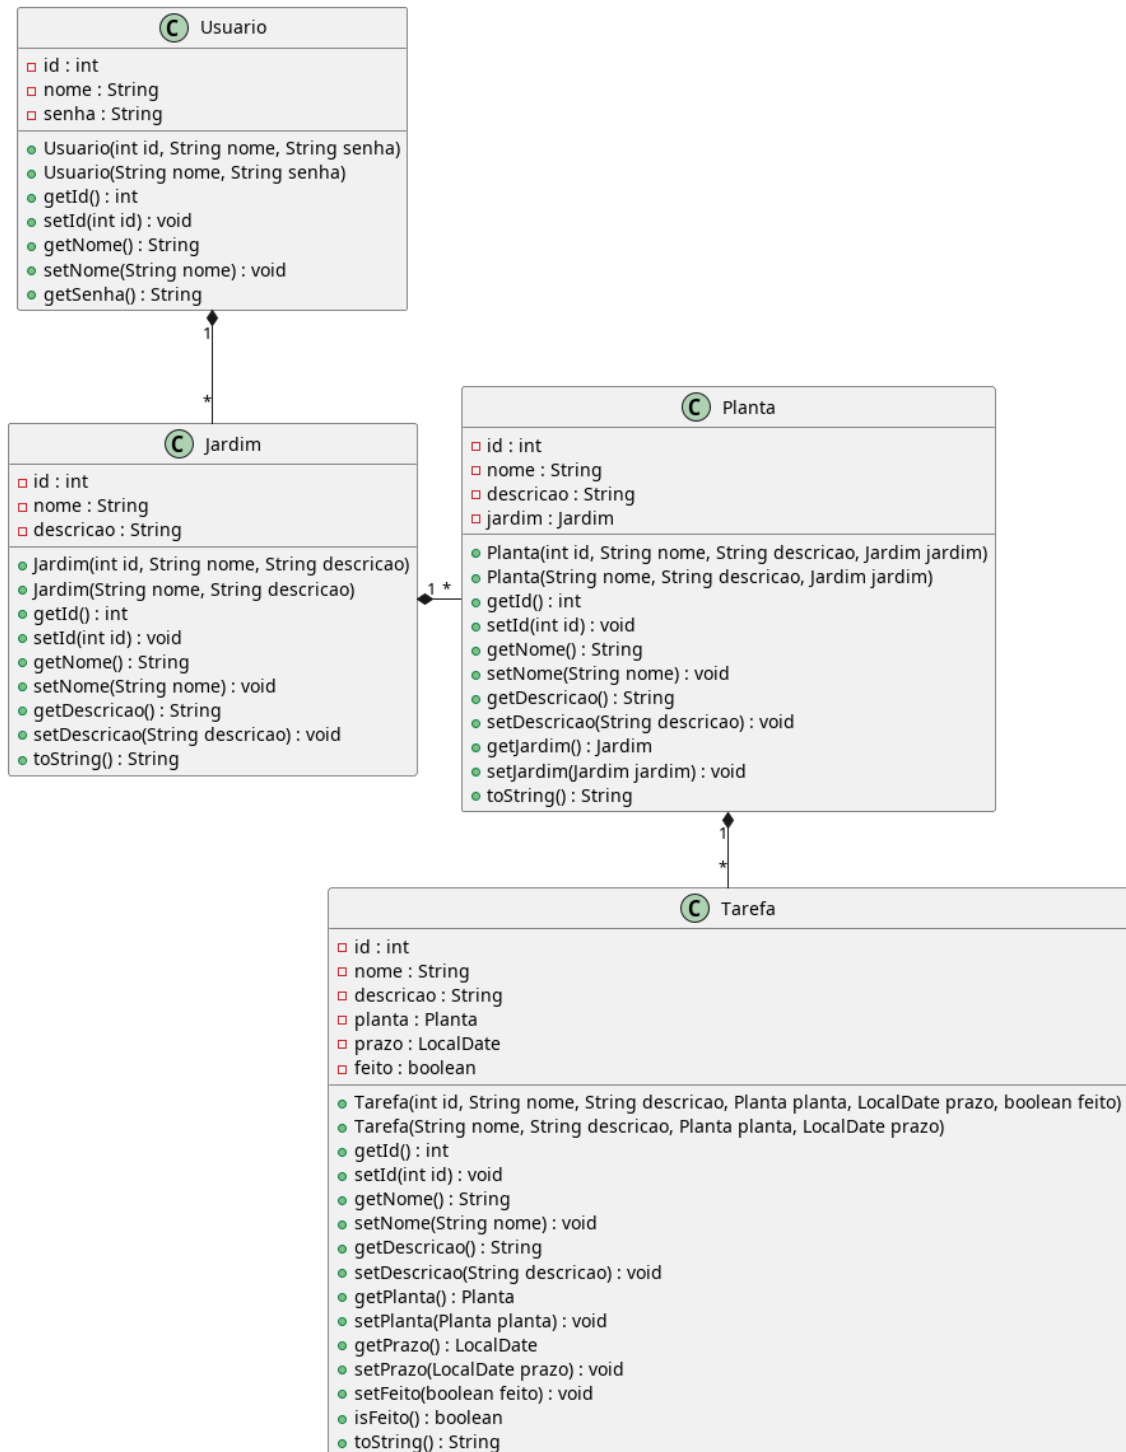 C Usuario
id : int
nome : String
senha : String
Usuario(int id, String nome, String senha)
Usuario(String nome, String senha)
getId() : int
setId(int id) : void
getNome() : String
setNome(String nome) : void
getSenha() : String
1
*
C Jardim
id : int
nome : String
descricao : String
Jardim(int id, String nome, String descricao)
Jardim(String nome, String descricao)
getId() : int
setId(int id) : void
getNome() : String
setNome(String nome) : void
getDescricao() : String
setDescricao(String descricao) : void
toString() : String
1 *
C Planta
id : int
nome : String
descricao : String
jardim : Jardim
Planta(int id, String nome, String descricao, Jardim jardim)
Planta(String nome, String descricao, Jardim jardim)
getId() : int
setId(int id) : void
getNome() : String
setNome(String nome) : void
getDescricao() : String
setDescricao(String descricao) : void
getJardim() : Jardim
setJardim(Jardim jardim) : void
toString() : String
1
*
C Tarefa
id : int
nome : String
descricao : String
planta : Planta
prazo : LocalDate
feito : boolean
Tarefa(int id, String nome, String descricao, Planta planta, LocalDate prazo, boolean feito)
Tarefa(String nome, String descricao, Planta planta, LocalDate prazo)
getId() : int
setId(int id) : void
getNome() : String
setNome(String nome) : void
getDescricao() : String
setDescricao(String descricao) : void
getPlanta() : Planta
setPlanta(Planta planta) : void
getPrazo() : LocalDate
setPrazo(LocalDate prazo) : void
setFeito(boolean feito) : void
isFeito() : boolean
toString() : String